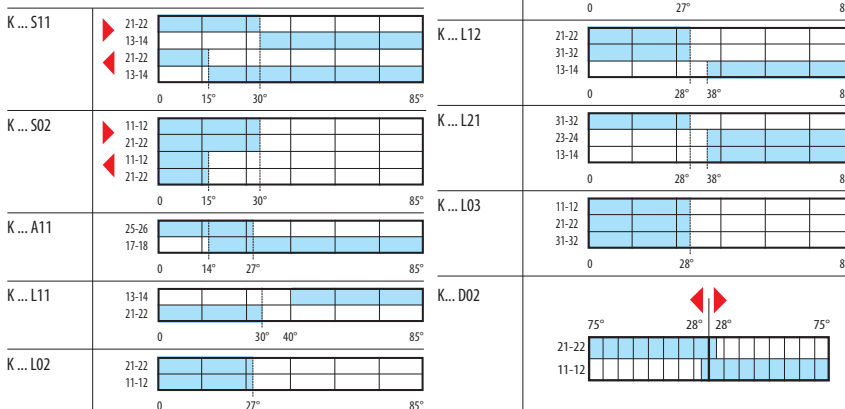 K ... S11
21-22
13-14
21-22
13-14
0 15° 30° 85°
K ... S02
11-12
21-22
11-12
21-22
0 15° 30° 85°
K ... A11
25-26
17-18
0 14° 27° 85°
K ... L11
13-14
21-22
0 30° 40° 85°
K ... L02
21-22
11-12
0 27° 85°
0 27° 8
K ... L12
21-22
31-32
13-14
0 28° 38° 8
K ... L21
31-32
23-24
13-14
0 28° 38° 8
K ... L03
11-12
21-22
31-32
0 28° 8
K... D02
75° 28° 28° 75°
21-22
11-12